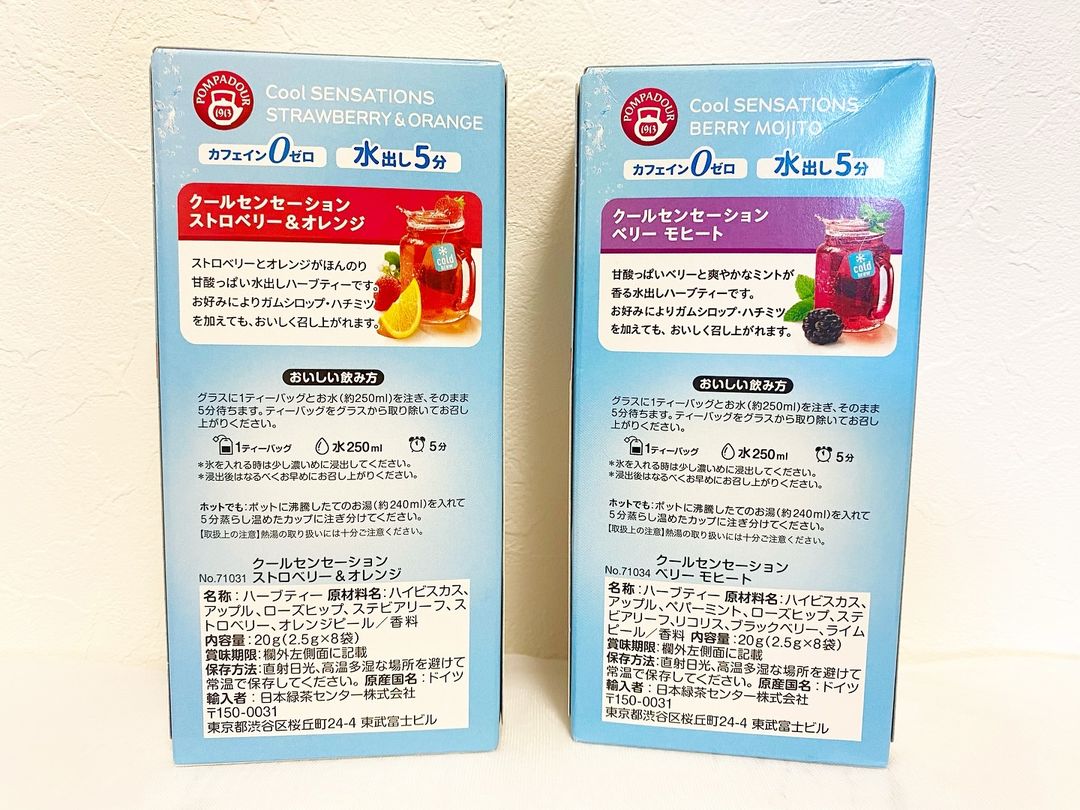 POMPADOUR
1913
Cool SENSATIONS
STRAWBERRY & ORANGE
カフェイン0ゼロ
水出し5分
クールセンセーション
ストロベリー&オレンジ
cold
brew
ストロベリーとオレンジがほんのり
甘酸っぱい水出しハーブティーです。
お好みによりガムシロップ・ハチミツ
を加えても、おいしく召し上がれます。
おいしい飲み方
グラスに1ティーバッグとお水(約250ml)を注ぎ、そのまま
5分待ちます。ティーバッグをグラスから取り除いてお召し
上がりください。
1ティーバッグ 水250ml 5分
*氷を入れる時は少し濃いめに浸出してください。
*浸出後はなるべくお早めにお召し上がりください。
ホットでも:ポットに沸騰したてのお湯(約240ml)を入れて
5分蒸らし温めたカップに注ぎ分けてください。
【取扱上の注意】熱湯の取り扱いには十分ご注意ください。
クールセンセーション
No.71031 ストロベリー&オレンジ
名称:ハーブティー 原材料名:ハイビスカス、
アップル、ローズヒップ、ステビアリーフ、ス
トロベリー、オレンジピール/香料
内容量:20g(2.5g×8袋)
賞味期限:欄外左側面に記載
保存方法:直射日光、高温多湿な場所を避けて
常温で保存してください。 原産国名:ドイツ
輸入者:日本緑茶センター株式会社
〒150-0031
東京都渋谷区桜丘町24-4 東武富士ビル
POMPADOUR
1913
Cool SENSATIONS
BERRY MOJITO
カフェイン0ゼロ
水出し5分
クールセンセーション
ベリー モヒート
cold
brew
甘酸っぱいベリーと爽やかなミントが
香る水出しハーブティーです。
お好みによりガムシロップ・ハチミツ
を加えても、おいしく召し上がれます。
おいしい飲み方
グラスに1ティーバッグとお水(約250ml)を注ぎ、そのまま
5分待ちます。ティーバッグをグラスから取り除いてお召し
上がりください。
1ティーバッグ 水250ml 5分
*氷を入れる時は少し濃いめに浸出してください。
*浸出後はなるべくお早めにお召し上がりください。
ホットでも:ポットに沸騰したてのお湯(約240ml)を入れて
5分蒸らし温めたカップに注ぎ分けてください。
【取扱上の注意】熱湯の取り扱いには十分ご注意ください。
クールセンセーション
No.71034 ベリー モヒート
名称:ハーブティー 原材料名:ハイビスカス、
アップル、ペパーミント、ローズヒップ、ステ
ビアリーフ、リコリス、ブラックベリー、ライム
ピール/香料 内容量:20g(2.5g×8袋)
賞味期限:欄外左側面に記載
保存方法:直射日光、高温多湿な場所を避けて
常温で保存してください。 原産国名:ドイツ
輸入者:日本緑茶センター株式会社
〒150-0031
東京都渋谷区桜丘町24-4 東武富士ビル